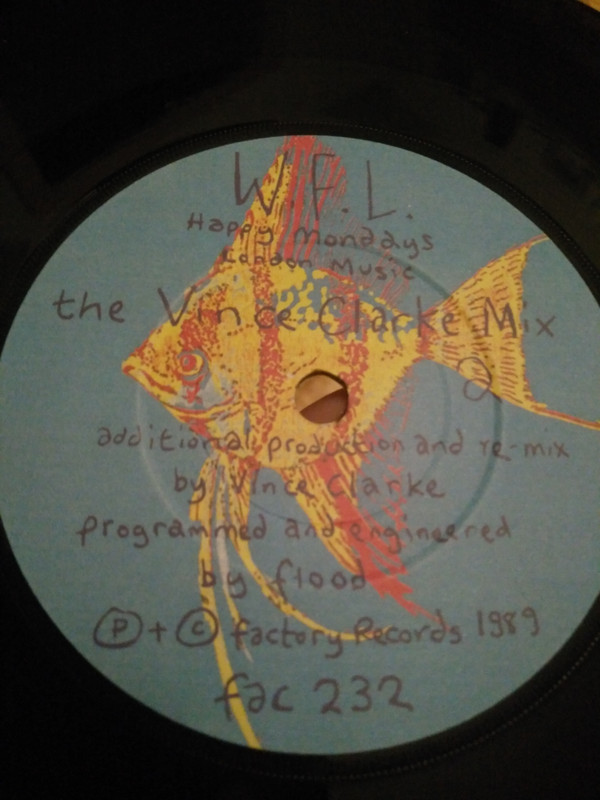 W.F.L.
Happy Mondays
London Music
the Vince Clarke Mix
2
additional production and re-mix
by Vince Clarke
programmed and engineered
by flood
Ⓟ + © factory Records 1989
fac 232